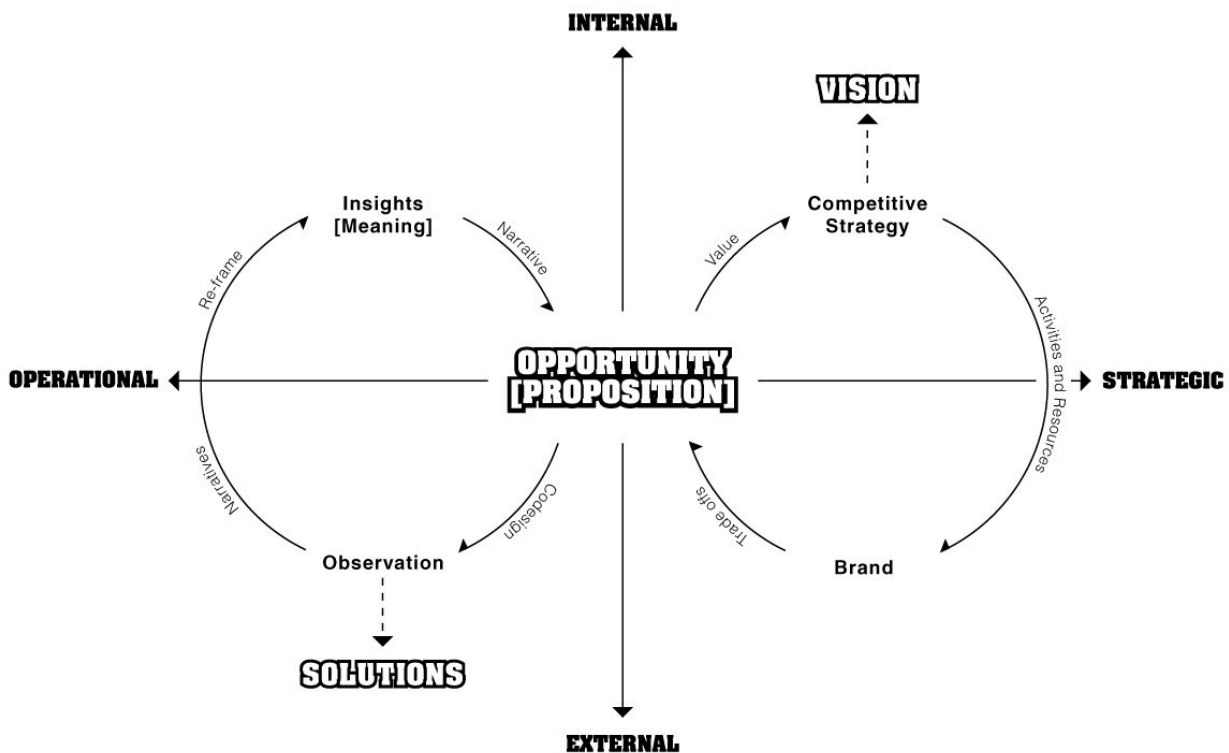 INTERNAL
VISION
Insights
[Meaning]
Competitive
Strategy
Narrative
Value
Re-frame
Activities and Resources
OPERATIONAL
OPPORTUNITY
[PROPOSITION]
STRATEGIC
Narratives
Codesign
Trade offs
Observation
Brand
SOLUTIONS
EXTERNAL